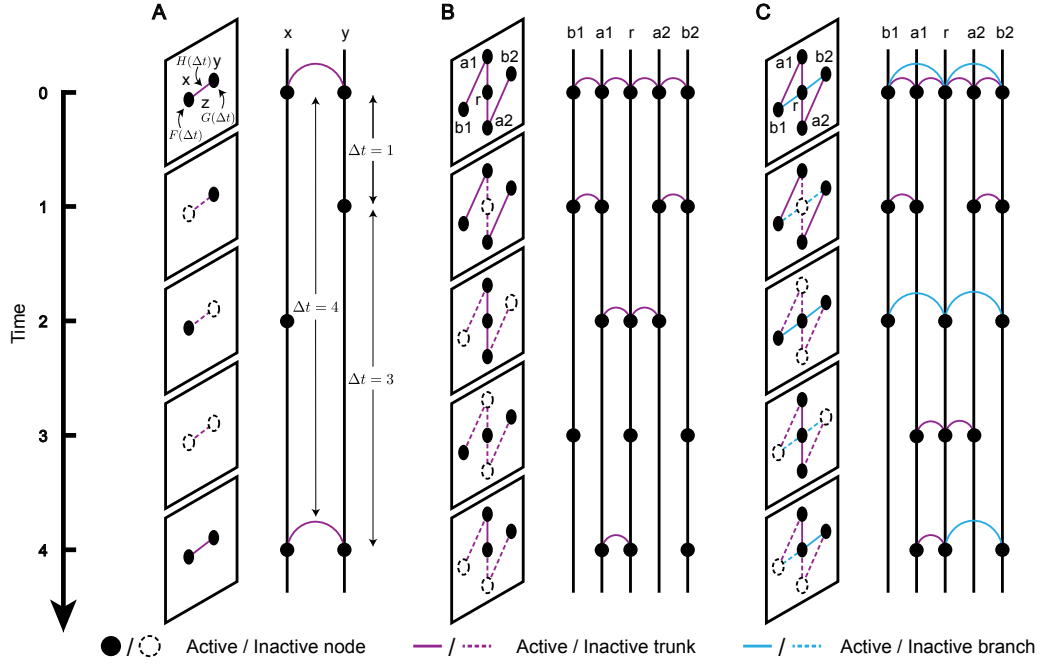 A
B
C
x
y
b1 a1 r a2 b2
b1 a1 r a2 b2
H(Δt)
y
x
z
G(Δt)
F(Δt)
a1
b2
r
b1
a2
a1
b2
r
b1
a2
Time
0
1
2
3
4
Δt = 1
Δt = 4
Δt = 3
/ Active / Inactive node
/ Active / Inactive trunk
/ Active / Inactive branch